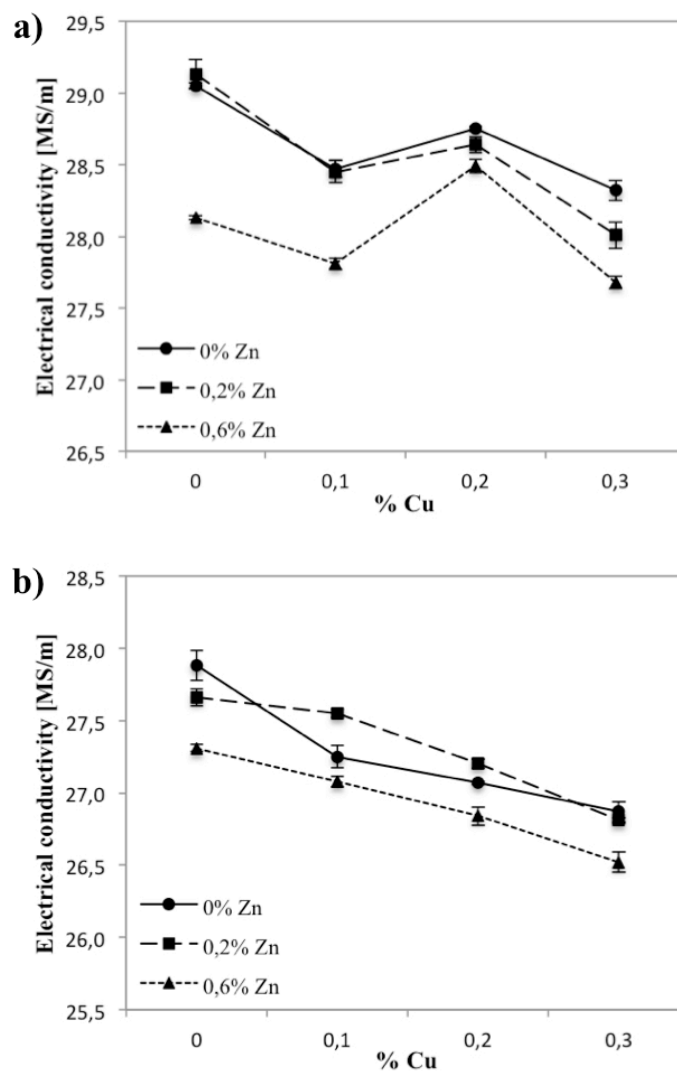 a)
Electrical conductivity [MS/m]
29,5
29,0
28,5
28,0
27,5
27,0
26,5
0% Zn
0,2% Zn
0,6% Zn
0 0,1 0,2 0,3
% Cu
b)
Electrical conductivity [MS/m]
28,5
28,0
27,5
27,0
26,5
26,0
25,5
0% Zn
0,2% Zn
0,6% Zn
0 0,1 0,2 0,3
% Cu